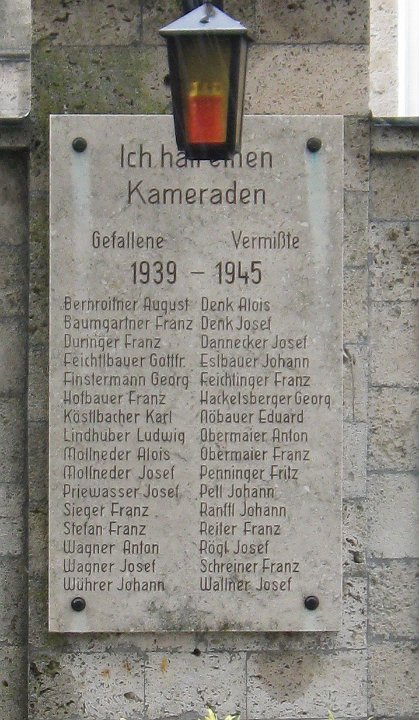 Ich hatt einen
Kameraden
Gefallene Vermißte
1939 – 1945
Bernroitner August Denk Alois
Baumgartner Franz Denk Josef
Duringer Franz Dannecker Josef
Feichtlbauer Gottfr. Eslbauer Johann
Finstermann Georg Feichtinger Franz
Hofbauer Franz Hackelsberger Georg
Köstlbacher Karl Nöbauer Eduard
Lindhuber Ludwig Obermaier Anton
Mollneder Alois Obermaier Franz
Mollneder Josef Penninger Fritz
Priewasser Josef Pell Johann
Sieger Franz Ranftl Johann
Stefan Franz Reiter Franz
Wagner Anton Rögl Josef
Wagner Josef Schreiner Franz
Wührer Johann Wallner Josef